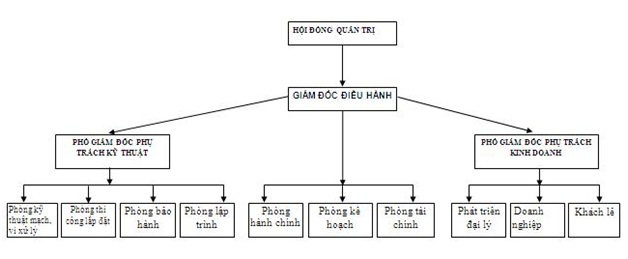 HỘI ĐỒNG QUẢN TRỊ
GIÁM ĐỐC ĐIỀU HÀNH
PHÓ GIÁM ĐỐC PHỤ
TRÁCH KỸ THUẬT
PHÓ GIÁM ĐỐC PHỤ TRÁCH
KINH DOANH
Phòng kỹ
thuật mạch,
vi xử lý
Phòng thi
công lắp đặt
Phòng bảo
hành
Phòng lập
trình
Phòng
hành chính
Phòng kế
hoạch
Phòng tài
chính
Phát triển
đại lý
Doanh
nghiệp
Khách lẻ